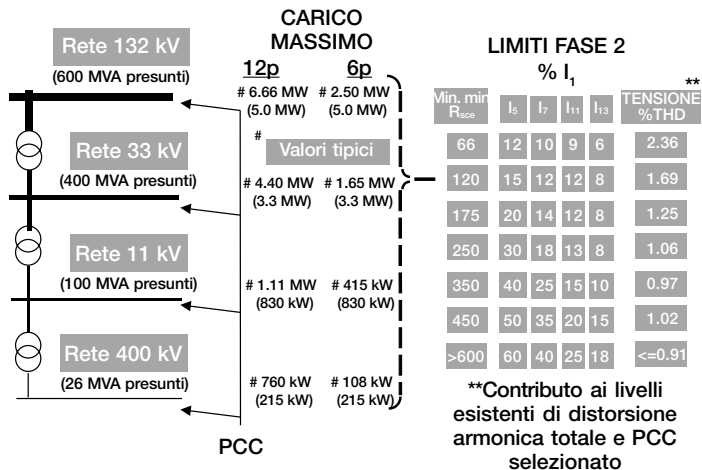 Rete 132 kV
(600 MVA presunti)
Rete 33 kV
(400 MVA presunti)
Rete 11 kV
(100 MVA presunti)
Rete 400 kV
(26 MVA presunti)
CARICO
MASSIMO
12p 6p
# 6.66 MW # 2.50 MW
(5.0 MW) (5.0 MW)
# Valori tipici
# 4.40 MW # 1.65 MW
(3.3 MW) (3.3 MW)
# 1.11 MW # 415 kW
(830 kW) (830 kW)
# 760 kW # 108 kW
(215 kW) (215 kW)
PCC
LIMITI FASE 2
% I1
**
Min. min Rsce I5 I7 I11 I13 TENSIONE %THD
66 12 10 9 6 2.36
120 15 12 12 8 1.69
175 20 14 12 8 1.25
250 30 18 13 8 1.06
350 40 25 15 10 0.97
450 50 35 20 15 1.02
>600 60 40 25 18 <=0.91
**Contributo ai livelli
esistenti di distorsione
armonica totale e PCC
selezionato